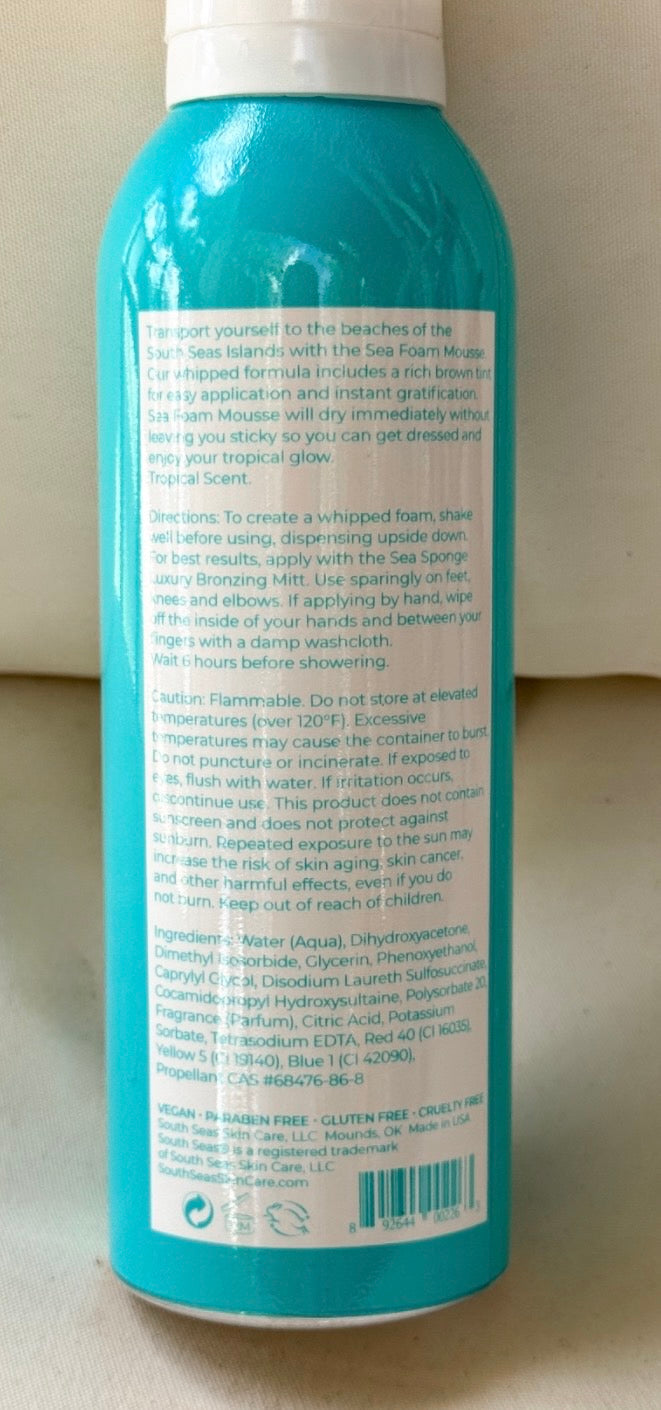 Transport yourself to the beaches of the
South Seas Islands with the Sea Foam Mousse.
Our whipped formula includes a rich brown tint
for easy application and instant gratification.
Sea Foam Mousse will dry immediately without
leaving you sticky so you can get dressed and
enjoy your tropical glow.
Tropical Scent.
Directions: To create a whipped foam, shake
well before using, dispensing upside down.
For best results, apply with the Sea Sponge
Luxury Bronzing Mitt. Use sparingly on feet,
knees and elbows. If applying by hand, wipe
off the inside of your hands and between your
fingers with a damp washcloth.
Wait 6 hours before showering.
Caution: Flammable. Do not store at elevated
temperatures (over 120°F). Excessive
temperatures may cause the container to burst.
Do not puncture or incinerate. If exposed to
eyes, flush with water. If irritation occurs,
discontinue use. This product does not contain
sunscreen and does not protect against
sunburn. Repeated exposure to the sun may
increase the risk of skin aging, skin cancer,
and other harmful effects, even if you do
not burn. Keep out of reach of children.
Ingredients: Water (Aqua), Dihydroxyacetone,
Dimethyl Isosorbide, Glycerin, Phenoxyethanol,
Caprylyl Glycol, Disodium Laureth Sulfosuccinate,
Cocamidopropyl Hydroxysultaine, Polysorbate 20,
Fragrance (Parfum), Citric Acid, Potassium
Sorbate, Tetrasodium EDTA, Red 40 (CI 16035),
Yellow 5 (CI 19140), Blue 1 (CI 42090),
Propellant CAS #68476-86-8
VEGAN • PARABEN FREE • GLUTEN FREE • CRUELTY FREE
South Seas Skin Care, LLC Mounds, OK Made in USA
South Seas® is a registered trademark
of South Seas Skin Care, LLC
SouthSeasSkinCare.com
8 92644 00226 3